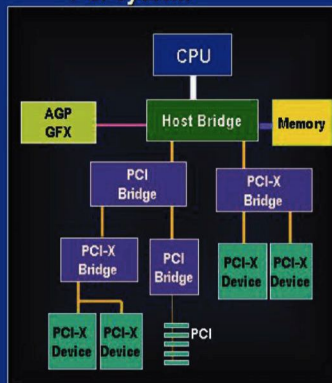 CPU
AGP
GFX
Host Bridge
Memory
PCI
Bridge
PCI-X
Bridge
PCI-X
Bridge
PCI
Bridge
PCI-X
Device
PCI-X
Device
PCI-X
Device
PCI-X
Device
PCI